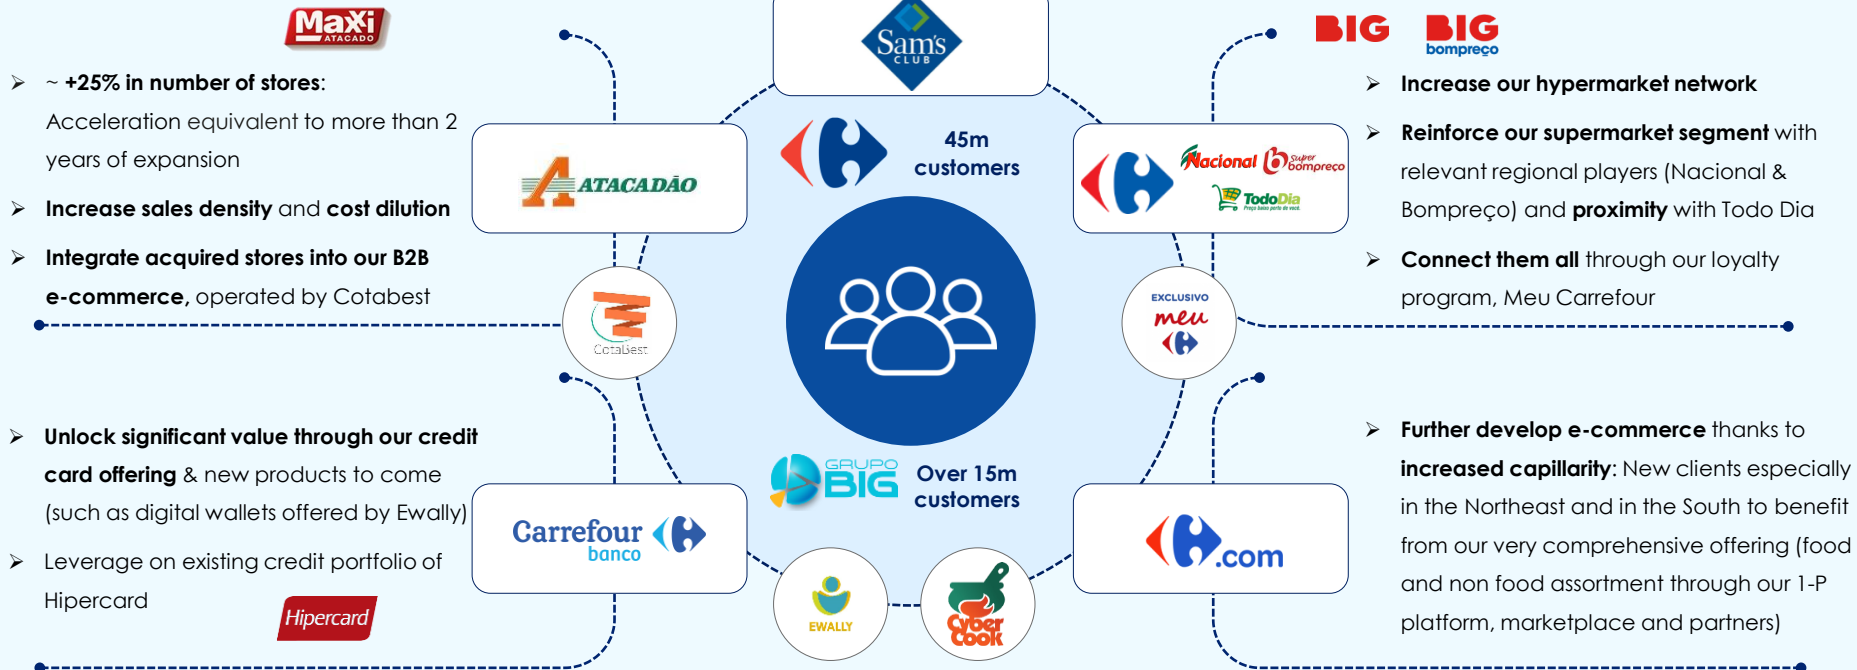 Maxi
ATACADO
~ +25% in number of stores:
Acceleration equivalent to more than 2
years of expansion
Increase sales density and cost dilution
Integrate acquired stores into our B2B
e-commerce, operated by Cotabest
ATACADÃO
CotaBest
Sam's
CLUB
45m
customers
BIG
BIG
bompreço
Nacional
Super
bompreço
TodoDia
Preço baixo perto de você.
Increase our hypermarket network
Reinforce our supermarket segment with
relevant regional players (Nacional &
Bompreço) and proximity with Todo Dia
Connect them all through our loyalty
program, Meu Carrefour
EXCLUSIVO
meu
Unlock significant value through our credit
card offering & new products to come
(such as digital wallets offered by Ewally)
Leverage on existing credit portfolio of
Hipercard
Hipercard
Carrefour
banco
GRUPO
BIG
Over 15m
customers
EWALLY
Cyber
Cook
.com
Further develop e-commerce thanks to
increased capillarity: New clients especially
in the Northeast and in the South to benefit
from our very comprehensive offering (food
and non food assortment through our 1-P
platform, marketplace and partners)